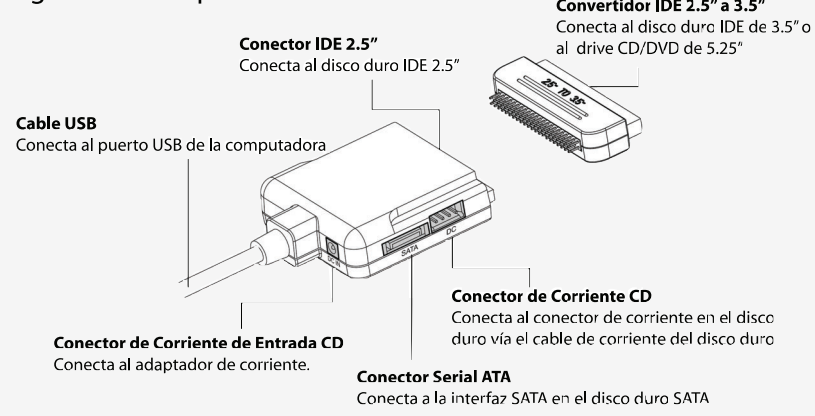 Convertidor IDE 2.5” a 3.5”
Conecta al disco duro IDE de 3.5” o
al drive CD/DVD de 5.25”
Conector IDE 2.5”
Conecta al disco duro IDE 2.5”
25" TO 35"
Cable USB
Conecta al puerto USB de la computadora
DC IN
SATA
DC
Conector de Corriente CD
Conecta al conector de corriente en el disco
duro vía el cable de corriente del disco duro
Conector de Corriente de Entrada CD
Conecta al adaptador de corriente.
Conector Serial ATA
Conecta a la interfaz SATA en el disco duro SATA